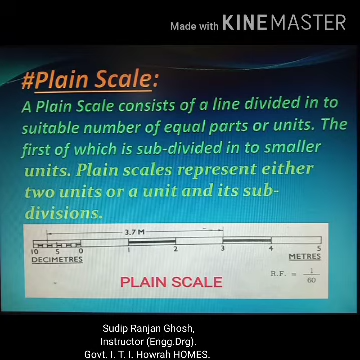 Made with KINEMASTER
#Plain Scale:
A Plain Scale consists of a line divided in to
suitable number of equal parts or units. The
first of which is sub-divided in to smaller
units. Plain scales represent either
two units or a unit and its sub-
divisions.
3.7 M
10 5 0 1 2 3 4 5
DECIMETRES METRES
PLAIN SCALE
R.F. = 1/60
Sudip Ranjan Ghosh,
Instructor (Engg.Drg).
Govt. I. T. I. Howrah HOMES.